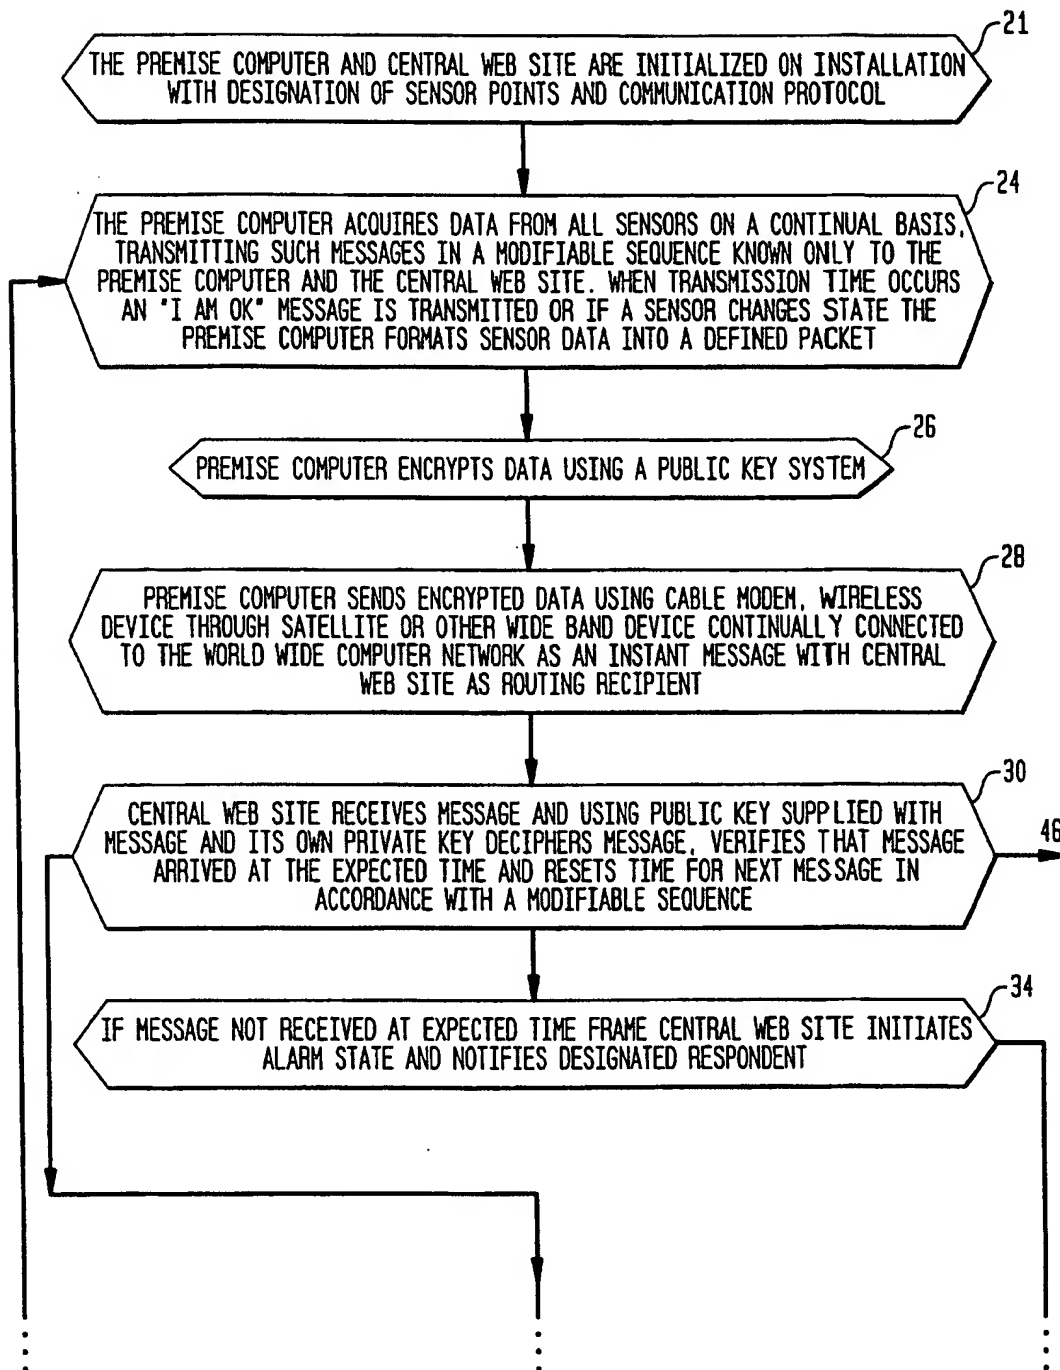 21
THE PREMISE COMPUTER AND CENTRAL WEB SITE ARE INITIALIZED ON INSTALLATION
WITH DESIGNATION OF SENSOR POINTS AND COMMUNICATION PROTOCOL
24
THE PREMISE COMPUTER ACQUIRES DATA FROM ALL SENSORS ON A CONTINUAL BASIS,
TRANSMITTING SUCH MESSAGES IN A MODIFIABLE SEQUENCE KNOWN ONLY TO THE
PREMISE COMPUTER AND THE CENTRAL WEB SITE. WHEN TRANSMISSION TIME OCCURS
AN "I AM OK" MESSAGE IS TRANSMITTED OR IF A SENSOR CHANGES STATE THE
PREMISE COMPUTER FORMATS SENSOR DATA INTO A DEFINED PACKET
26
PREMISE COMPUTER ENCRYPTS DATA USING A PUBLIC KEY SYSTEM
28
PREMISE COMPUTER SENDS ENCRYPTED DATA USING CABLE MODEM, WIRELESS
DEVICE THROUGH SATELLITE OR OTHER WIDE BAND DEVICE CONTINUALLY CONNECTED
TO THE WORLD WIDE COMPUTER NETWORK AS AN INSTANT MESSAGE WITH CENTRAL
WEB SITE AS ROUTING RECIPIENT
30
CENTRAL WEB SITE RECEIVES MESSAGE AND USING PUBLIC KEY SUPPLIED WITH
MESSAGE AND ITS OWN PRIVATE KEY DECIPHERS MESSAGE, VERIFIES THAT MESSAGE
ARRIVED AT THE EXPECTED TIME AND RESETS TIME FOR NEXT MESSAGE IN
ACCORDANCE WITH A MODIFIABLE SEQUENCE
46
34
IF MESSAGE NOT RECEIVED AT EXPECTED TIME FRAME CENTRAL WEB SITE INITIATES
ALARM STATE AND NOTIFIES DESIGNATED RESPONDENT